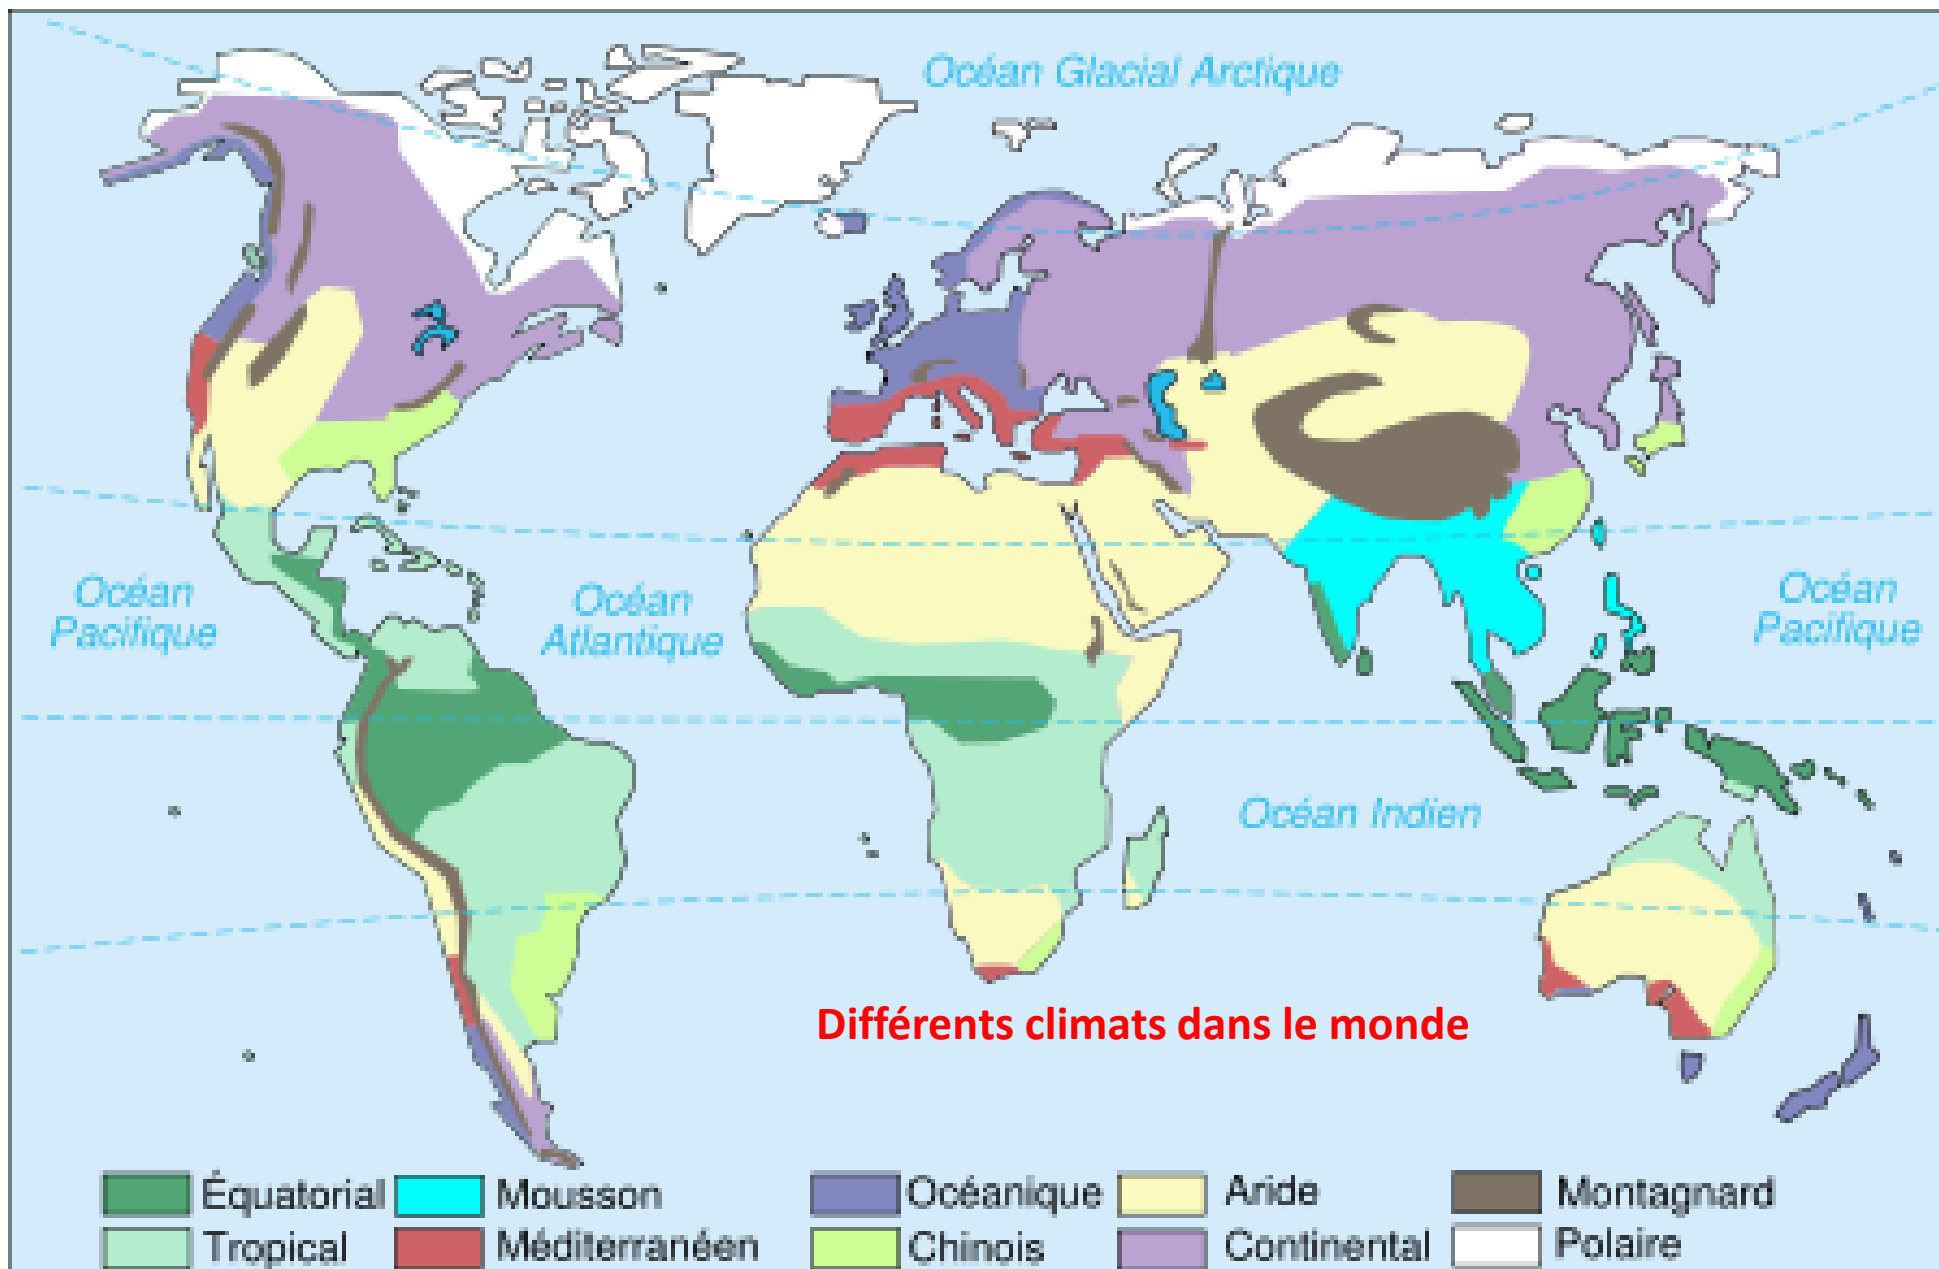 Océan Glacial Arctique
Océan
Pacifique
Océan
Atlantique
Océan
Pacifique
Océan Indien
Différents climats dans le monde
Équatorial
Mousson
Océanique
Aride
Montagnard
Tropical
Méditerranéen
Chinois
Continental
Polaire